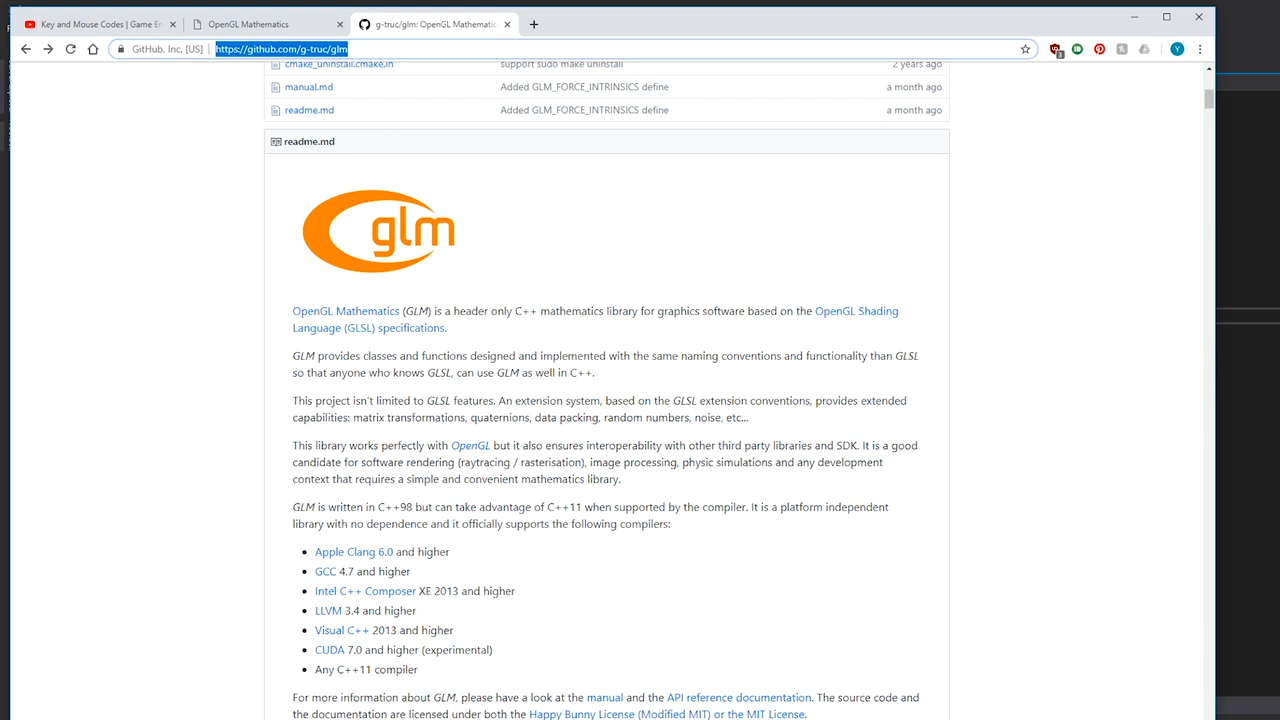 Key and Mouse Codes | Game En
OpenGL Mathematics
g-truc/glm: OpenGL Mathematic
GitHub, Inc. [US] | https://github.com/g-truc/glm
3
Y
cmake_uninstall.cmake.in support sudo make uninstall 2 years ago
manual.md Added GLM_FORCE_INTRINSICS define a month ago
readme.md Added GLM_FORCE_INTRINSICS define a month ago
readme.md
glm
OpenGL Mathematics (GLM) is a header only C++ mathematics library for graphics software based on the OpenGL Shading
Language (GLSL) specifications.
GLM provides classes and functions designed and implemented with the same naming conventions and functionality than GLSL
so that anyone who knows GLSL, can use GLM as well in C++.
This project isn't limited to GLSL features. An extension system, based on the GLSL extension conventions, provides extended
capabilities: matrix transformations, quaternions, data packing, random numbers, noise, etc...
This library works perfectly with OpenGL but it also ensures interoperability with other third party libraries and SDK. It is a good
candidate for software rendering (raytracing / rasterisation), image processing, physic simulations and any development
context that requires a simple and convenient mathematics library.
GLM is written in C++98 but can take advantage of C++11 when supported by the compiler. It is a platform independent
library with no dependence and it officially supports the following compilers:
• Apple Clang 6.0 and higher
• GCC 4.7 and higher
• Intel C++ Composer XE 2013 and higher
• LLVM 3.4 and higher
• Visual C++ 2013 and higher
• CUDA 7.0 and higher (experimental)
• Any C++11 compiler
For more information about GLM, please have a look at the manual and the API reference documentation. The source code and
the documentation are licensed under both the Happy Bunny License (Modified MIT) or the MIT License.